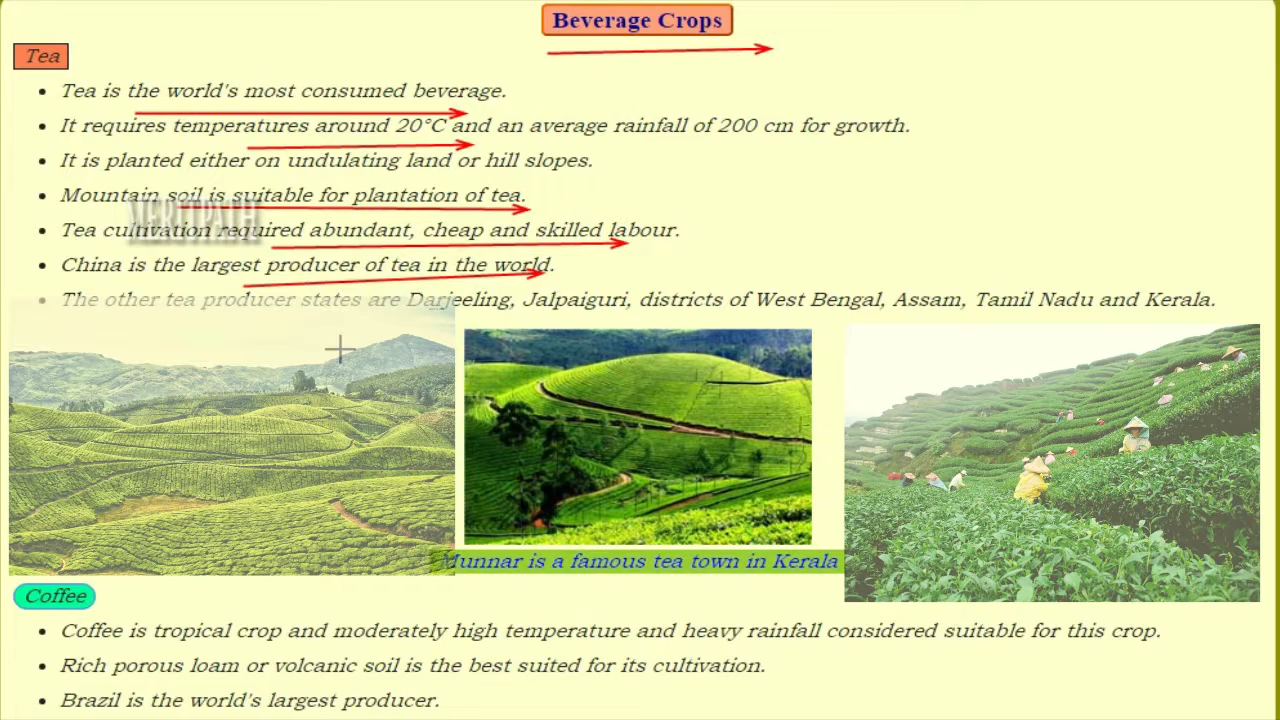 Beverage Crops
Tea
Tea is the world's most consumed beverage.
It requires temperatures around 20°C and an average rainfall of 200 cm for growth.
It is planted either on undulating land or hill slopes.
Mountain soil is suitable for plantation of tea.
MERITPATH
Tea cultivation required abundant, cheap and skilled labour.
China is the largest producer of tea in the world.
The other tea producer states are Darjeeling, Jalpaiguri, districts of West Bengal, Assam, Tamil Nadu and Kerala.
Munnar is a famous tea town in Kerala
Coffee
Coffee is tropical crop and moderately high temperature and heavy rainfall considered suitable for this crop.
Rich porous loam or volcanic soil is the best suited for its cultivation.
Brazil is the world's largest producer.